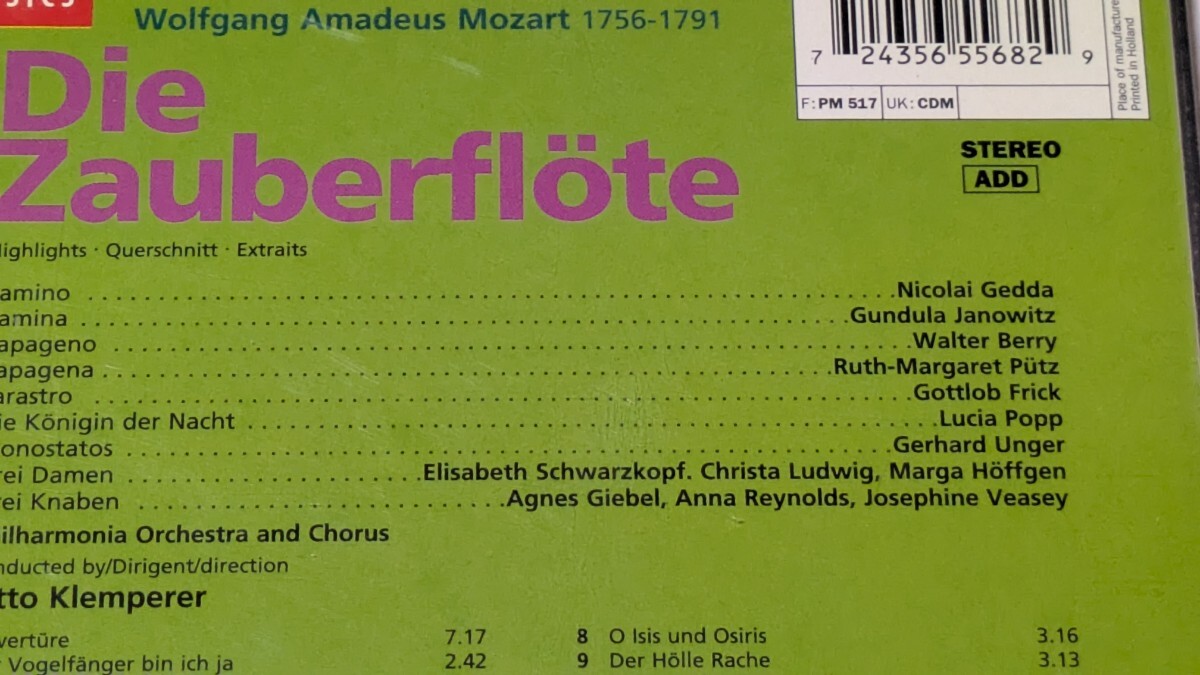 Wolfgang Amadeus Mozart 1756-1791
7 24356 55682 9
F: PM 517 UK: CDM
Place of manufacture
Printed in Holland
Die
Zauberflöte
STEREO
ADD
ighlights · Querschnitt · Extraits
amino ........ Nicolai Gedda
amina ........ Gundula Janowitz
apageno ........ Walter Berry
apagena ........ Ruth-Margaret Pütz
arastro ........ Gottlob Frick
ie Königin der Nacht ........ Lucia Popp
onostatos ........ Gerhard Unger
rei Damen ........ Elisabeth Schwarzkopf. Christa Ludwig, Marga Höffgen
rei Knaben ........ Agnes Giebel, Anna Reynolds, Josephine Veasey
ilharmonia Orchestra and Chorus
nducted by/Dirigent/direction
tto Klemperer
vertüre 7.17
Vogelfänger bin ich ja 2.42
8 O Isis und Osiris 3.16
9 Der Hölle Rache 3.13